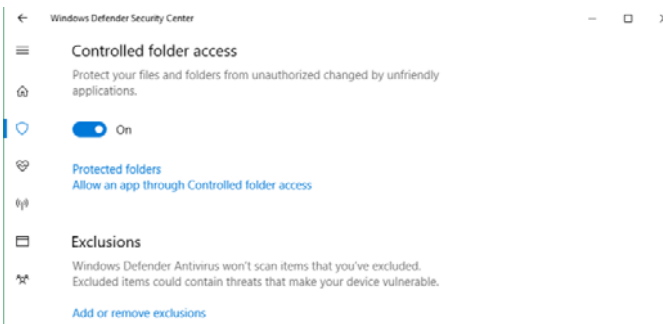 Windows Defender Security Center
Controlled folder access
Protect your files and folders from unauthorized changed by unfriendly
applications.
On
Protected folders
Allow an app through Controlled folder access
Exclusions
Windows Defender Antivirus won't scan items that you've excluded.
Excluded items could contain threats that make your device vulnerable.
Add or remove exclusions